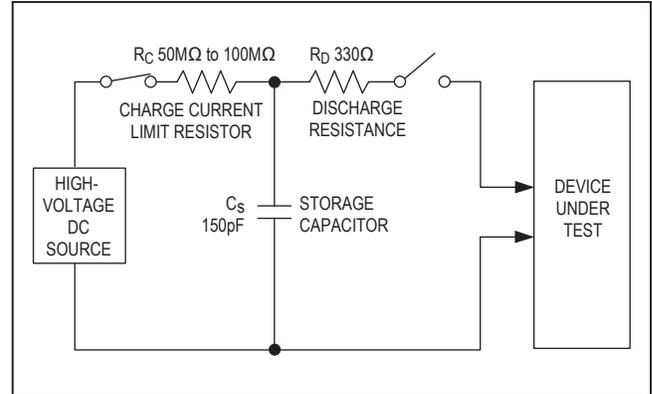 RC 50MΩ to 100MΩ
CHARGE CURRENT
LIMIT RESISTOR
RD 330Ω
DISCHARGE
RESISTANCE
HIGH-
VOLTAGE
DC
SOURCE
CS
150pF
STORAGE
CAPACITOR
DEVICE
UNDER
TEST